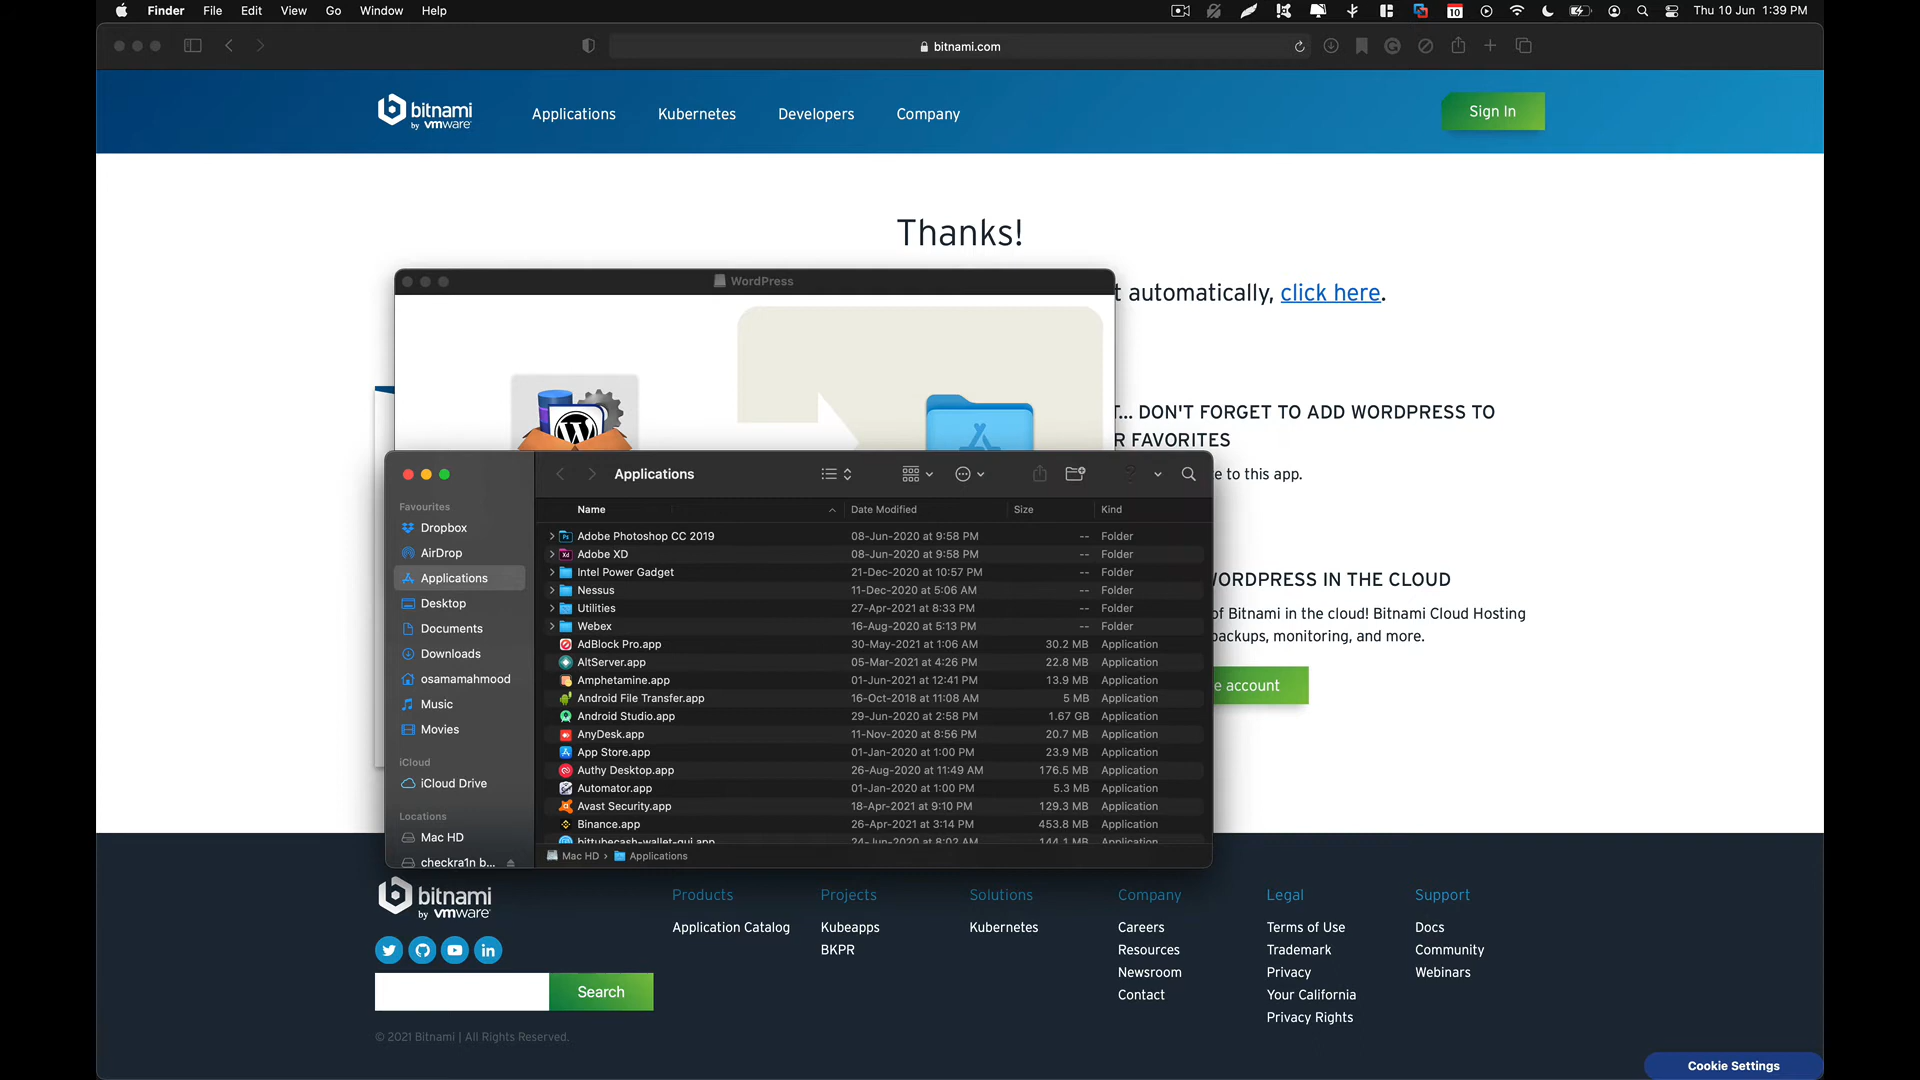 Finder File Edit View Go Window Help 10 Thu 10 Jun 1:39 PM
bitnami.com
bitnami by vmware Applications Kubernetes Developers Company Sign In
Thanks!
t automatically, click here.
WordPress
T... DON'T FORGET TO ADD WORDPRESS TO
R FAVORITES
e to this app.
WORDPRESS IN THE CLOUD
of Bitnami in the cloud! Bitnami Cloud Hosting
backups, monitoring, and more.
e account
Applications
Favourites
Dropbox
AirDrop
Applications
Desktop
Documents
Downloads
osamamahmood
Music
Movies
iCloud
iCloud Drive
Locations
Mac HD
checkra1n b...
Name Date Modified Size Kind
Adobe Photoshop CC 2019 08-Jun-2020 at 9:58 PM -- Folder
Adobe XD 08-Jun-2020 at 9:58 PM -- Folder
Intel Power Gadget 21-Dec-2020 at 10:57 PM -- Folder
Nessus 11-Dec-2020 at 5:06 AM -- Folder
Utilities 27-Apr-2021 at 8:33 PM -- Folder
Webex 16-Aug-2020 at 5:13 PM -- Folder
AdBlock Pro.app 30-May-2021 at 1:06 AM 30.2 MB Application
AltServer.app 05-Mar-2021 at 4:26 PM 22.8 MB Application
Amphetamine.app 01-Jun-2021 at 12:41 PM 13.9 MB Application
Android File Transfer.app 16-Oct-2018 at 11:08 AM 5 MB Application
Android Studio.app 29-Jun-2020 at 2:58 PM 1.67 GB Application
AnyDesk.app 11-Nov-2020 at 8:56 PM 20.7 MB Application
App Store.app 01-Jan-2020 at 1:00 PM 23.9 MB Application
Authy Desktop.app 26-Aug-2020 at 11:49 AM 176.5 MB Application
Automator.app 01-Jan-2020 at 1:00 PM 5.3 MB Application
Avast Security.app 18-Apr-2021 at 9:10 PM 129.3 MB Application
Binance.app 26-Apr-2021 at 3:14 PM 453.8 MB Application
bittubecash-wallet-gui.app 24-Jun-2020 at 8:02 AM 144.1 MB Application
Mac HD › Applications
bitnami by vmware
Search
© 2021 Bitnami | All Rights Reserved.
Products
Application Catalog
Projects
Kubeapps
BKPR
Solutions
Kubernetes
Company
Careers
Resources
Newsroom
Contact
Legal
Terms of Use
Trademark
Privacy
Your California
Privacy Rights
Support
Docs
Community
Webinars
Cookie Settings